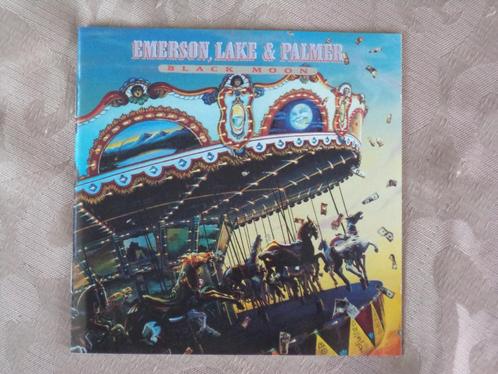 EMERSON, LAKE & PALMER
BLACK MOON